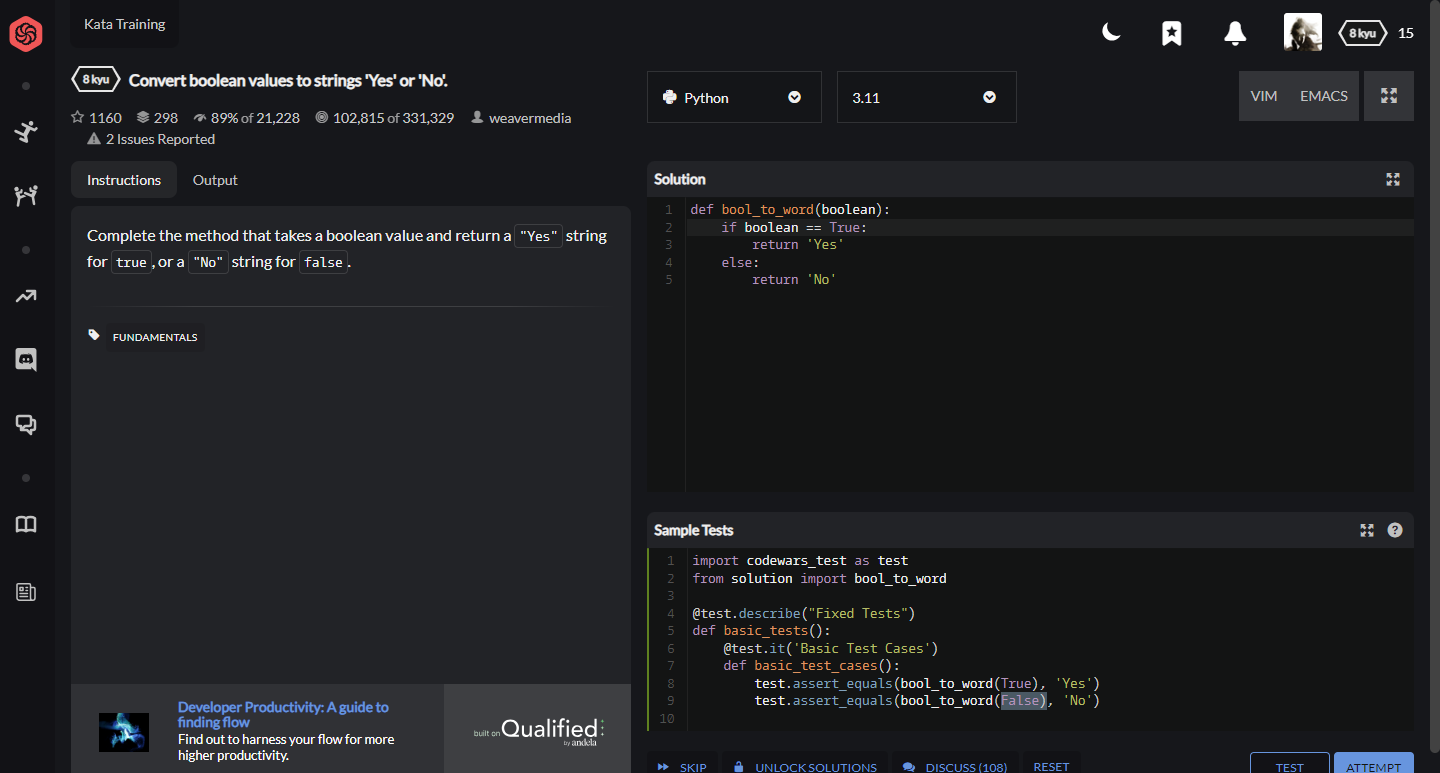 Kata Training
8 kyu
15
8 kyu Convert boolean values to strings 'Yes' or 'No'.
1160 298 89% of 21,228 102,815 of 331,329 weavermedia
2 Issues Reported
Python
3.11
VIM EMACS
Instructions Output
Complete the method that takes a boolean value and return a "Yes" string
for true, or a "No" string for false.
FUNDAMENTALS
Developer Productivity: A guide to
finding flow
Find out to harness your flow for more
higher productivity.
built on Qualified
by andela
Solution
1 def bool_to_word(boolean):
2 if boolean == True:
3 return 'Yes'
4 else:
5 return 'No'
Sample Tests
?
1 import codewars_test as test
2 from solution import bool_to_word
3
4 @test.describe("Fixed Tests")
5 def basic_tests():
6 @test.it('Basic Test Cases')
7 def basic_test_cases():
8 test.assert_equals(bool_to_word(True), 'Yes')
9 test.assert_equals(bool_to_word(False), 'No')
10
SKIP UNLOCK SOLUTIONS DISCUSS (108) RESET TEST ATTEMPT